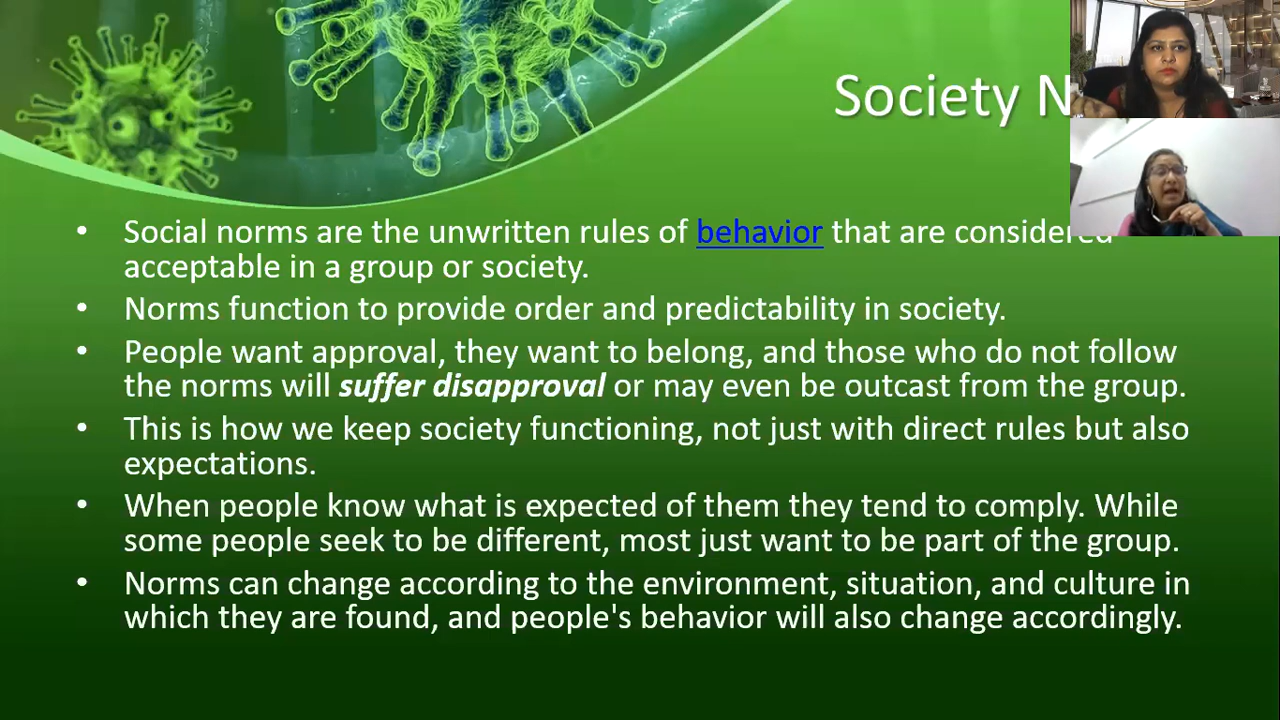 Society N
• Social norms are the unwritten rules of behavior that are considered
acceptable in a group or society.
• Norms function to provide order and predictability in society.
• People want approval, they want to belong, and those who do not follow
the norms will suffer disapproval or may even be outcast from the group.
• This is how we keep society functioning, not just with direct rules but also
expectations.
• When people know what is expected of them they tend to comply. While
some people seek to be different, most just want to be part of the group.
• Norms can change according to the environment, situation, and culture in
which they are found, and people's behavior will also change accordingly.